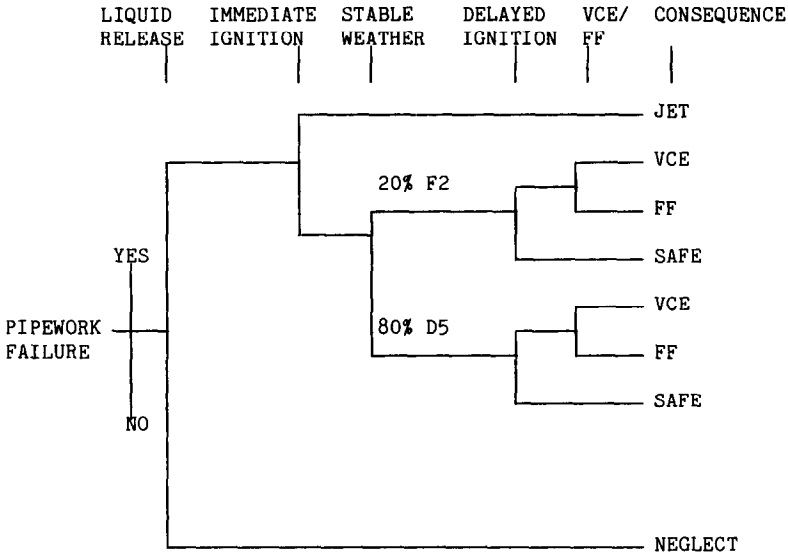 LIQUID RELEASE
IMMEDIATE IGNITION
STABLE WEATHER
DELAYED IGNITION
VCE/ FF
CONSEQUENCE
JET
VCE
20% F2
FF
YES
SAFE
VCE
PIPEWORK FAILURE
80% D5
FF
SAFE
NO
NEGLECT